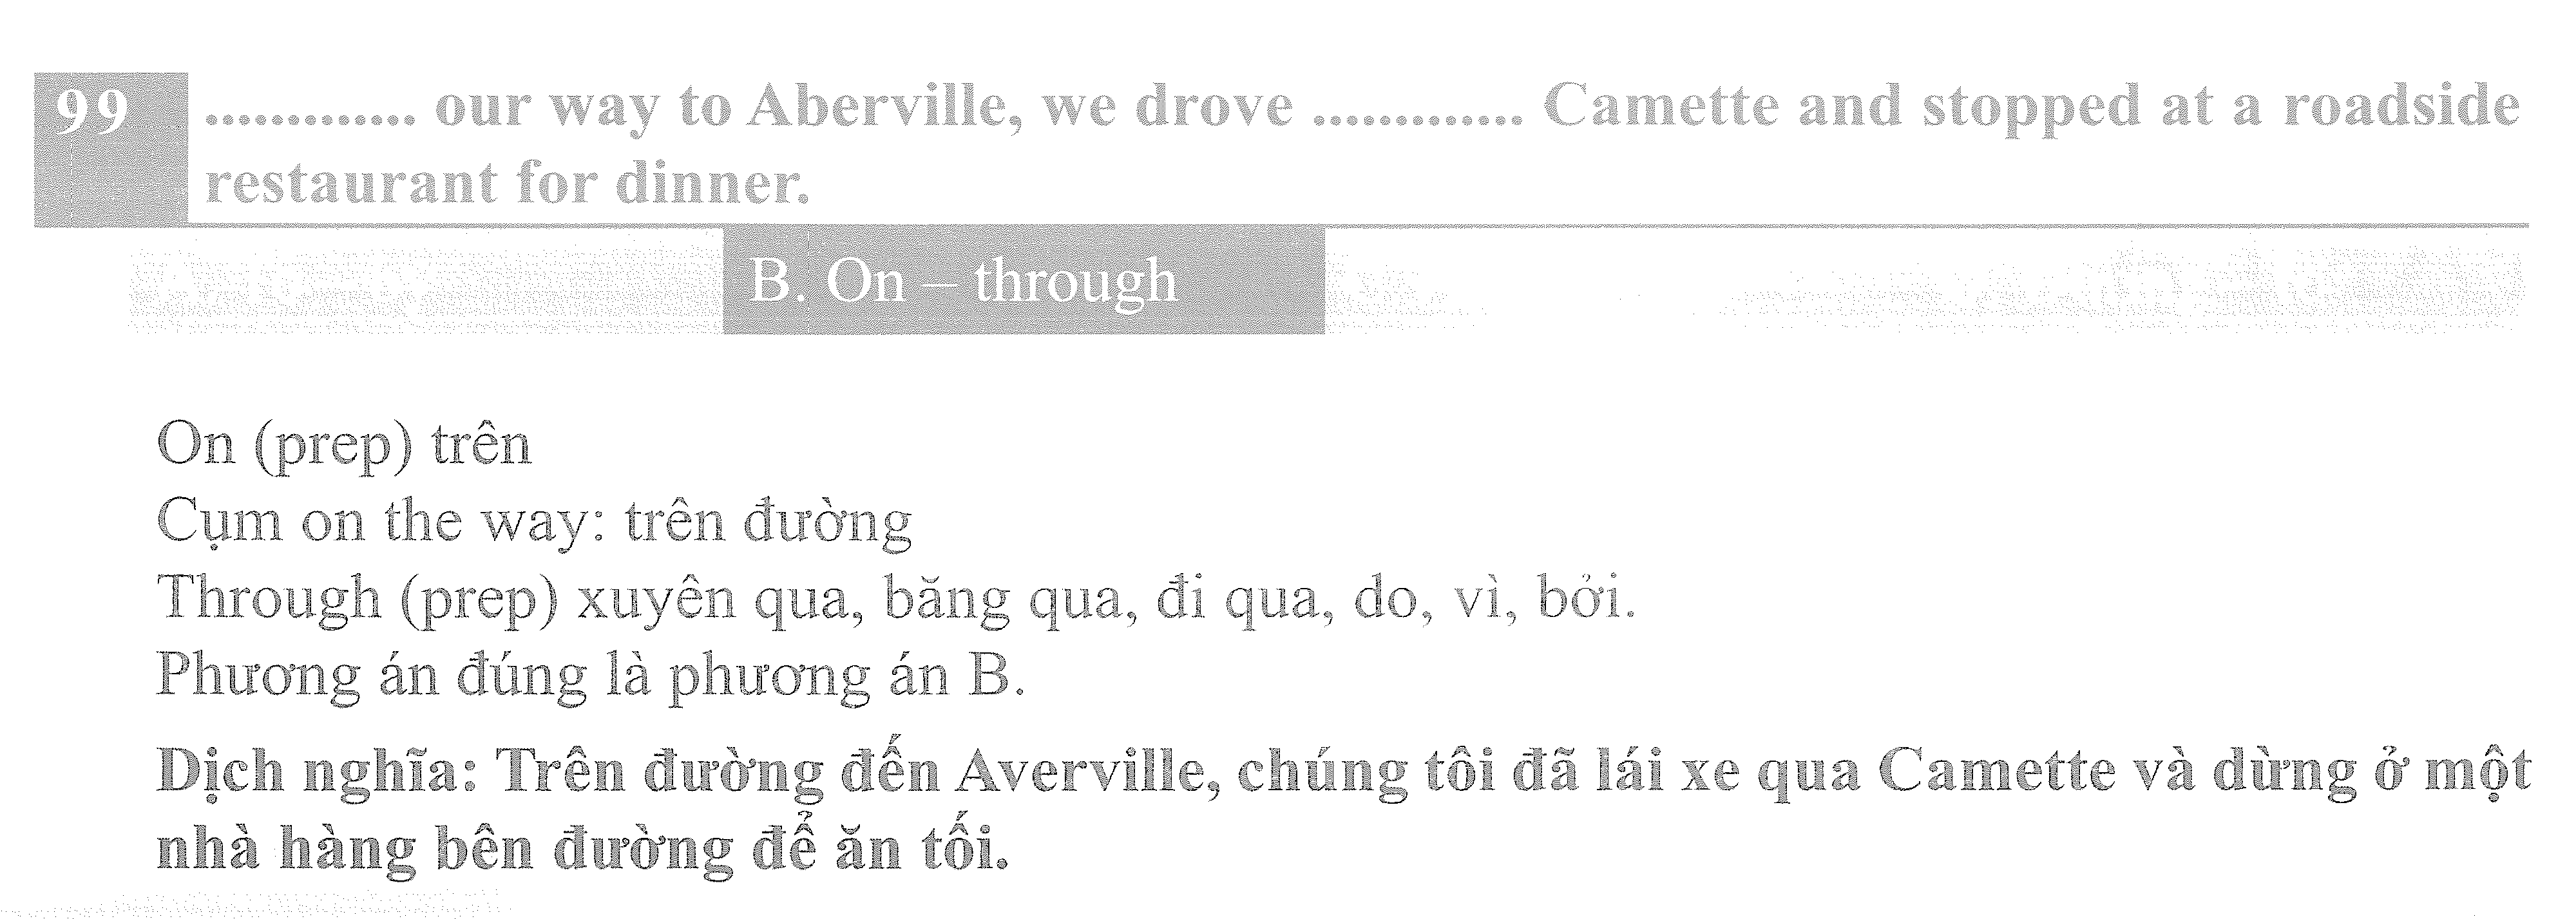 99 ............. our way to Aberville, we drove ............. Camette and stopped at a roadside
restaurant for dinner.
B. On – through
On (prep) trên
Cụm on the way: trên đường
Through (prep) xuyên qua, băng qua, đi qua, do, vì, bởi.
Phương án đúng là phương án B.
Dịch nghĩa: Trên đường đến Averville, chúng tôi đã lái xe qua Camette và dừng ở một
nhà hàng bên đường để ăn tối.